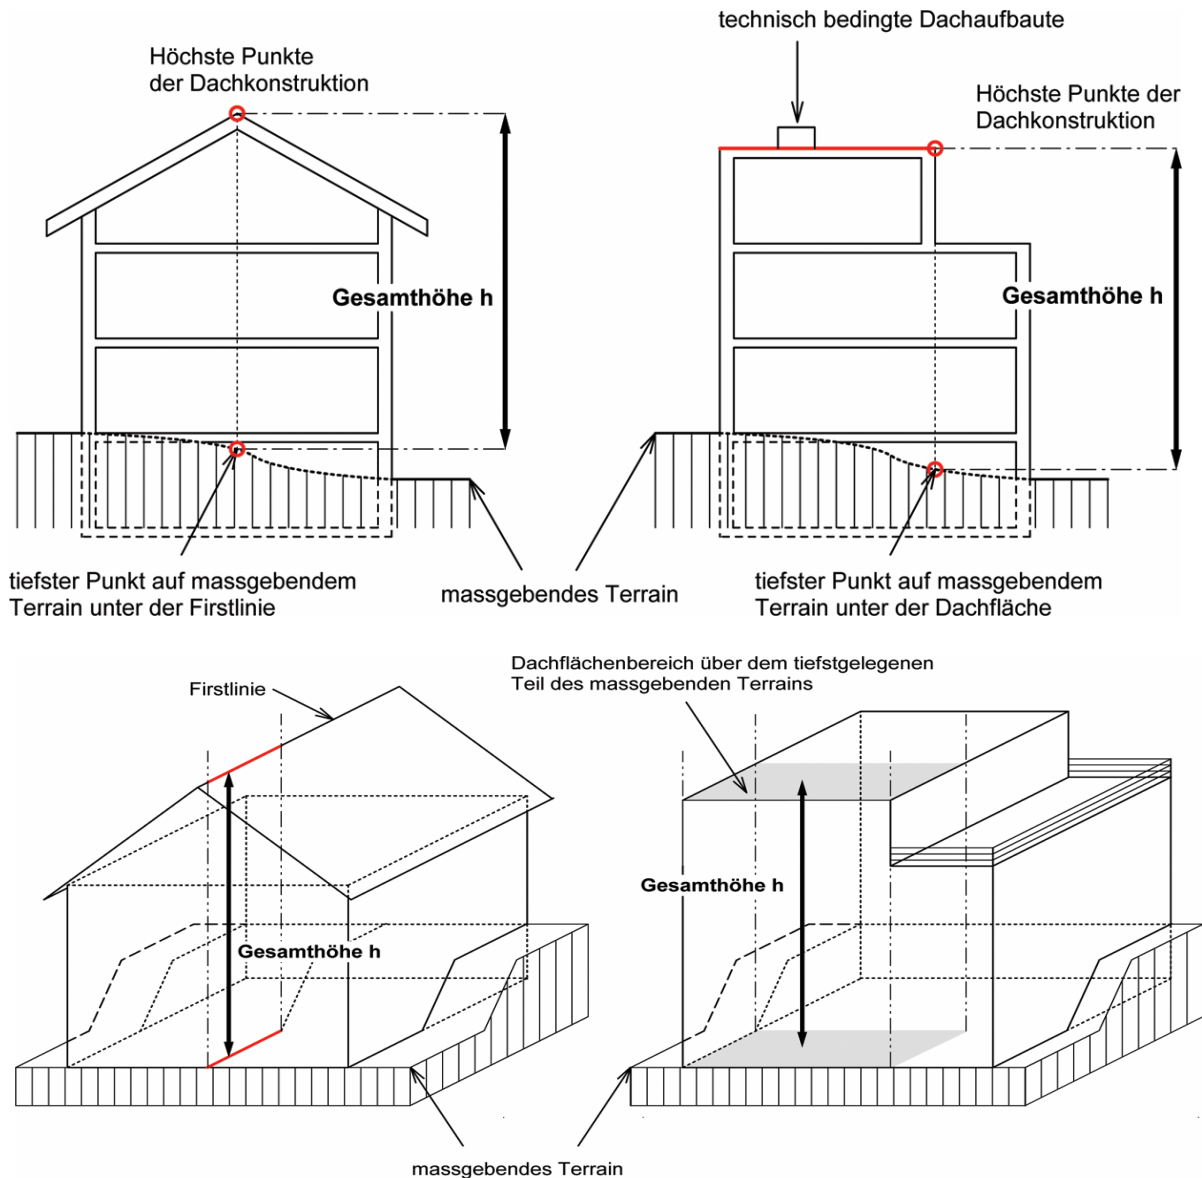 technisch bedingte Dachaufbaute
Höchste Punkte
der Dachkonstruktion
Höchste Punkte der
Dachkonstruktion
Gesamthöhe h
Gesamthöhe h
tiefster Punkt auf massgebendem
Terrain unter der Firstlinie
massgebendes Terrain
tiefster Punkt auf massgebendem
Terrain unter der Dachfläche
Firstlinie
Dachflächenbereich über dem tiefstgelegenen
Teil des massgebenden Terrains
Gesamthöhe h
Gesamthöhe h
massgebendes Terrain